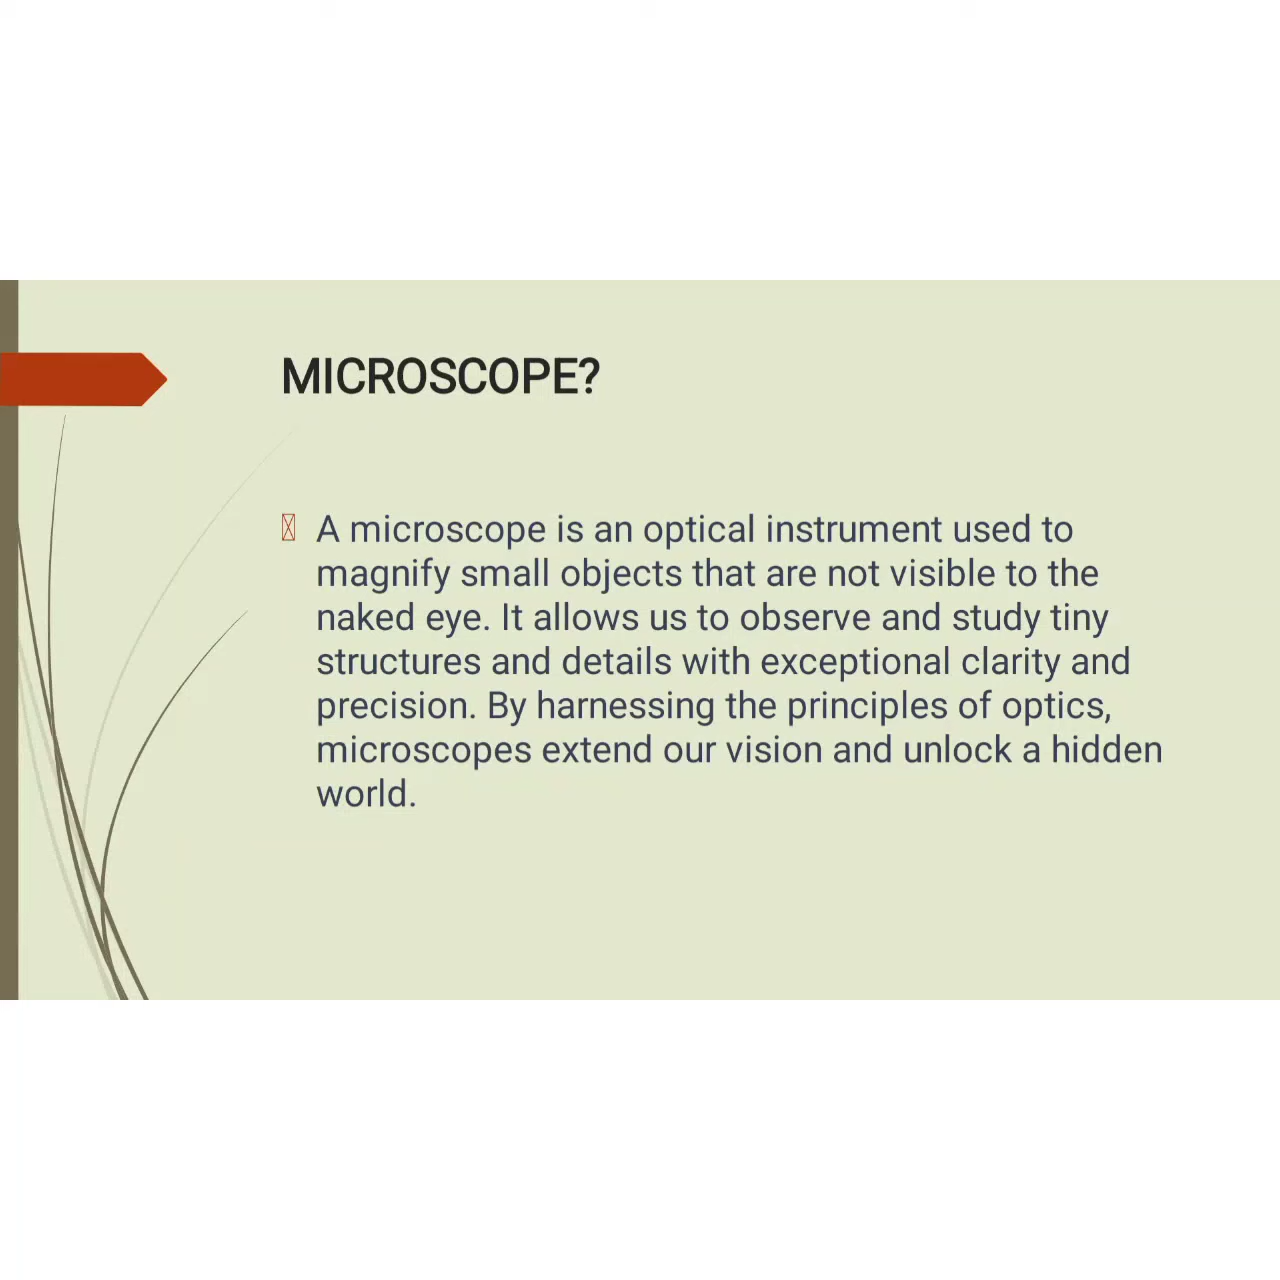 MICROSCOPE?
A microscope is an optical instrument used to
magnify small objects that are not visible to the
naked eye. It allows us to observe and study tiny
structures and details with exceptional clarity and
precision. By harnessing the principles of optics,
microscopes extend our vision and unlock a hidden
world.